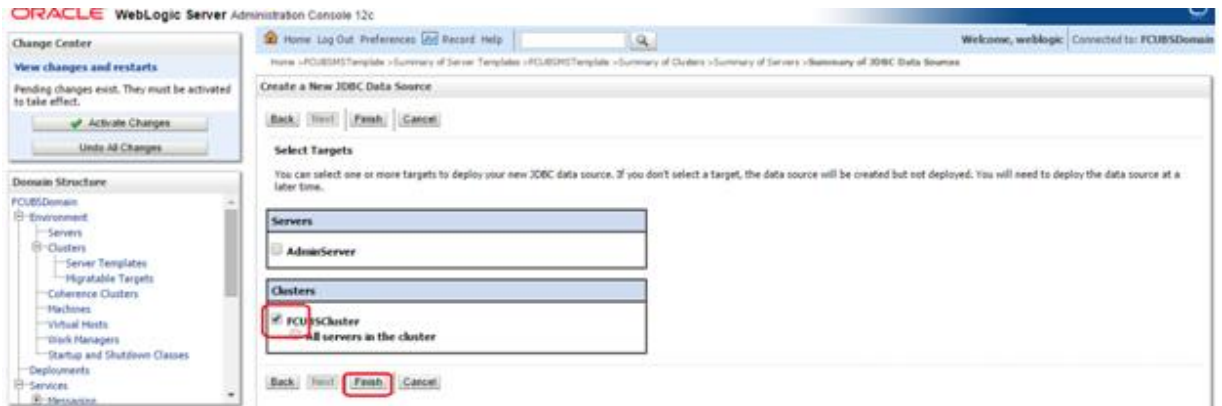 ORACLE WebLogic Server Administration Console 12c
Change Center
View changes and restarts
Pending changes exist. They must be activated
to take effect.
Activate Changes
Undo All Changes
Domain Structure
FCUBSDomain
Environment
Servers
Clusters
Server Templates
Migratable Targets
Coherence Clusters
Machines
Virtual Hosts
Work Managers
Startup and Shutdown Classes
Deployments
Services
Messaging
Home Log Out Preferences Record Help
Welcome, weblogic Connected to: FCUBSDomain
Home >FCUBSMSTemplate >Summary of Server Templates >FCUBSMSTemplate >Summary of Clusters >Summary of Servers >Summary of JDBC Data Sources
Create a New JDBC Data Source
Back Next Finish Cancel
Select Targets
You can select one or more targets to deploy your new JDBC data source. If you don't select a target, the data source will be created but not deployed. You will need to deploy the data source at a
later time.
Servers
AdminServer
Clusters
FCUBSCluster
All servers in the cluster
Back Next Finish Cancel